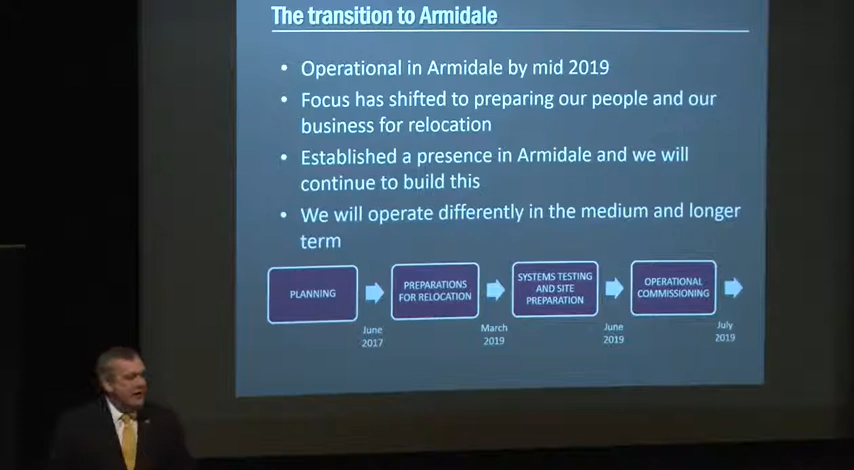 The transition to Armidale
• Operational in Armidale by mid 2019
• Focus has shifted to preparing our people and our
business for relocation
• Established a presence in Armidale and we will
continue to build this
• We will operate differently in the medium and longer
term
PLANNING
PREPARATIONS
FOR RELOCATION
SYSTEMS TESTING
AND SITE
PREPARATION
OPERATIONAL
COMMISSIONING
June
2017
March
2019
June
2019
July
2019